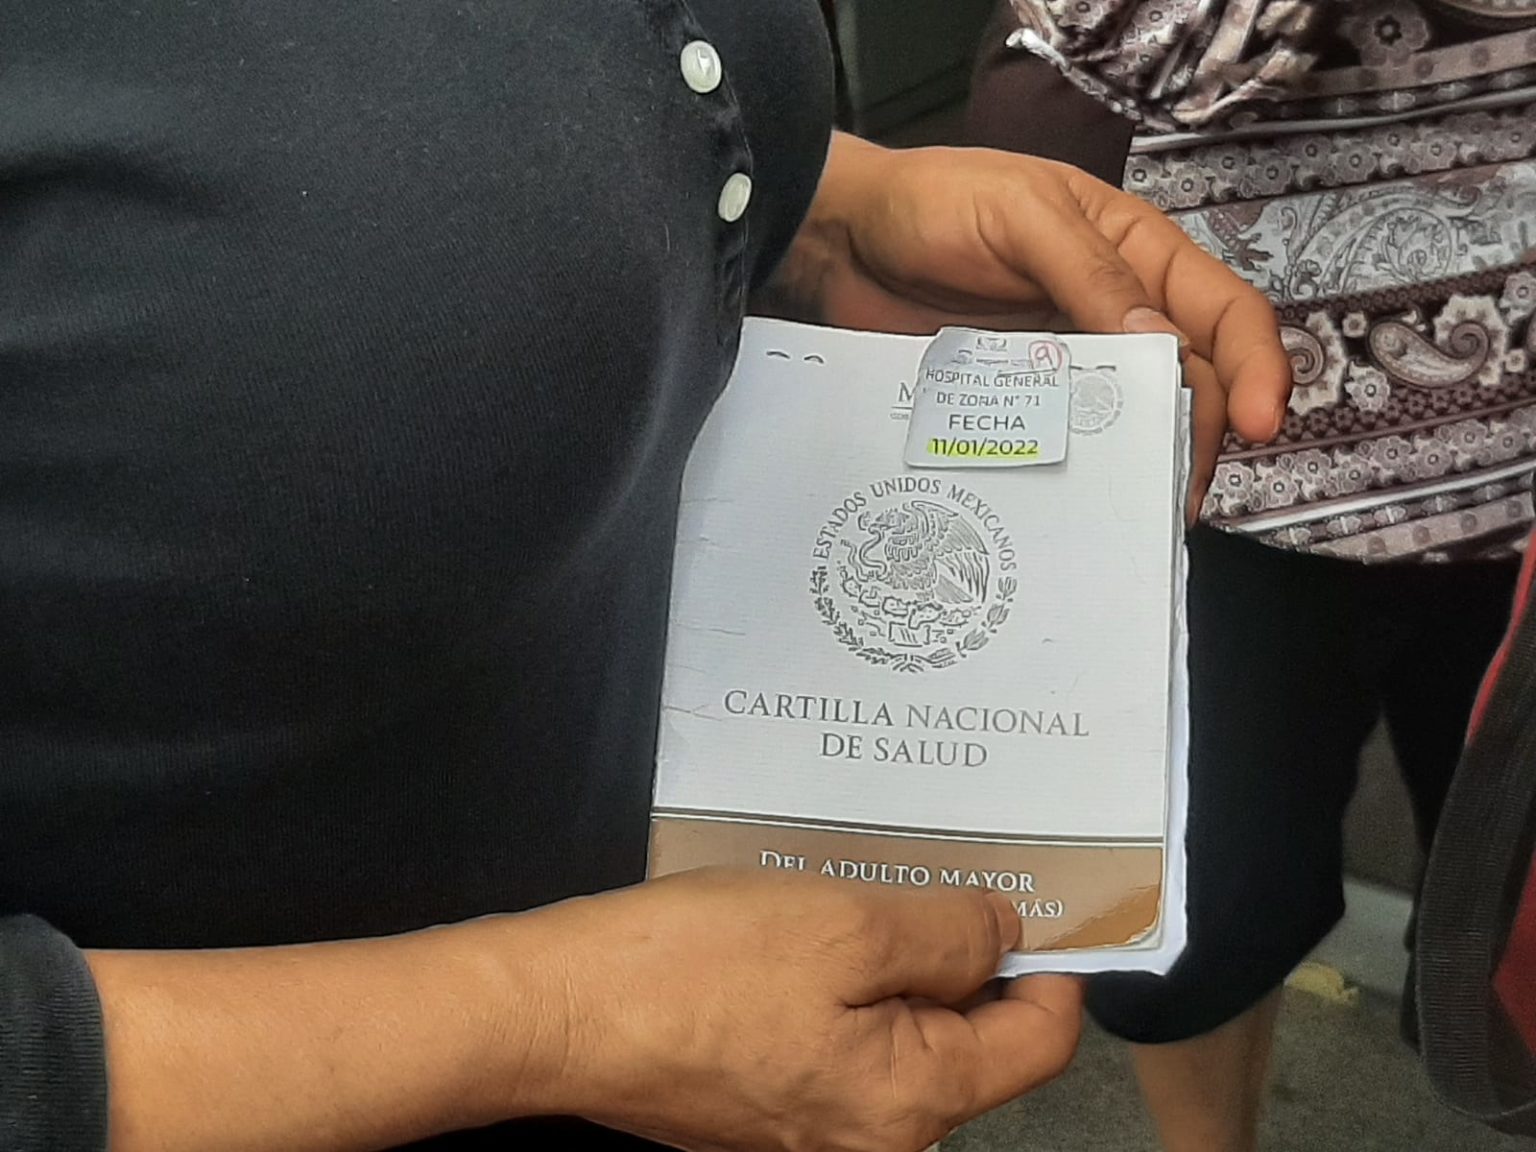 9
HOSPITAL GENERAL
DE ZONA N° 71
FECHA
11/01/2022
ESTADOS UNIDOS MEXICANOS
CARTILLA NACIONAL
DE SALUD
DEL ADULTO MAYOR
MÁS)